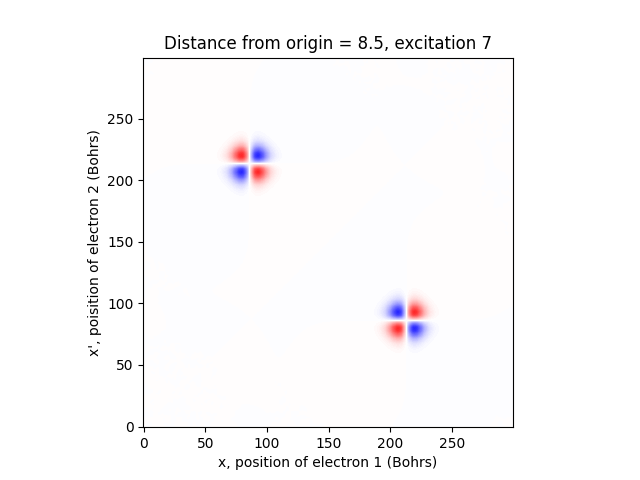 Distance from origin = 8.5, excitation 7
x', poisition of electron 2 (Bohrs)
250
200
150
100
50
0
0 50 100 150 200 250
x, position of electron 1 (Bohrs)